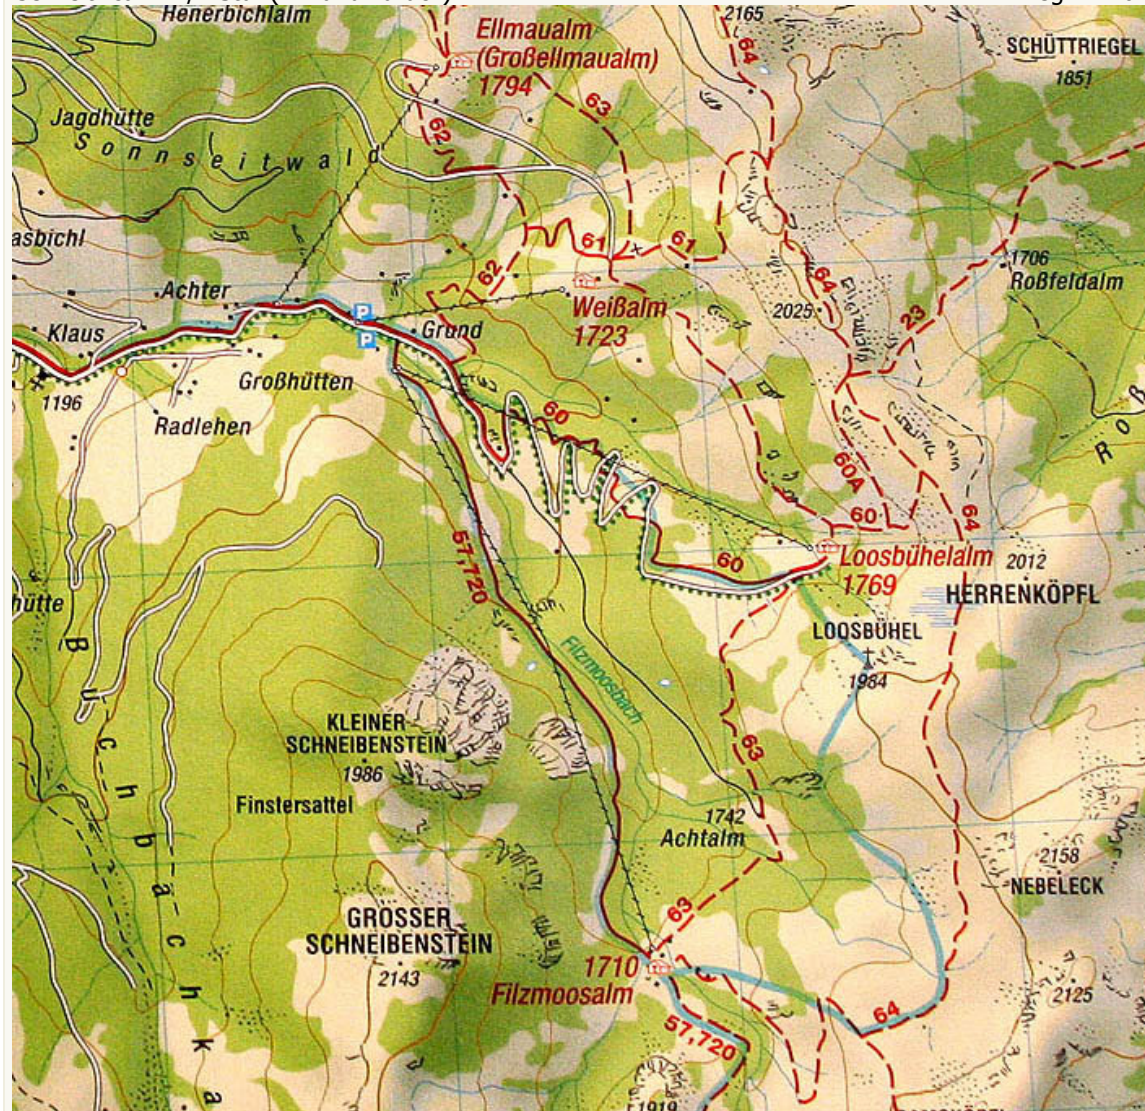 Henerbichlalm
Ellmaualm
(Großellmaualm)
1794
2165
64
SCHÜTTRIEGEL
1851
Jagdhütte
Sonnseitwald
62
63
asbichl
61
61
62
64
1706
Roßfeldalm
Achter
Weißalm
1723
2025
23
P
P
Klaus
Grund
1196
Großhütten
Radlehen
60
60A
60
64
R o ß
57,720
60
Loosbühelalm
1769
2012
HERRENKÖPFL
hütte
LOOSBÜHEL
1984
Filzmoosbach
KLEINER
SCHNEIBENSTEIN
1986
63
Finstersattel
1742
Achtalm
2158
NEBELECK
Buchbachka
GROSSER
SCHNEIBENSTEIN
2143
63
1710
Filzmoosalm
2125
64
57,720
1919